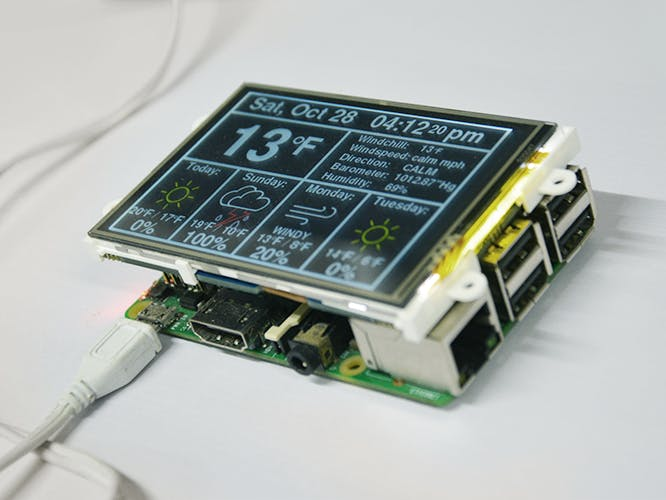 Sat, Oct 28 04:12 20 pm
13°F
Windchill: 13°F
Windspeed: calm mph
Direction: CALM
Barometer: 1012.87"Hg
Humidity: 69%
Today:
20°F / 17°F
0%
Sunday:
19°F 10°F
100%
Monday:
WINDY
13°F / 8°F
20%
Tuesday:
14°F / 6°F
0%